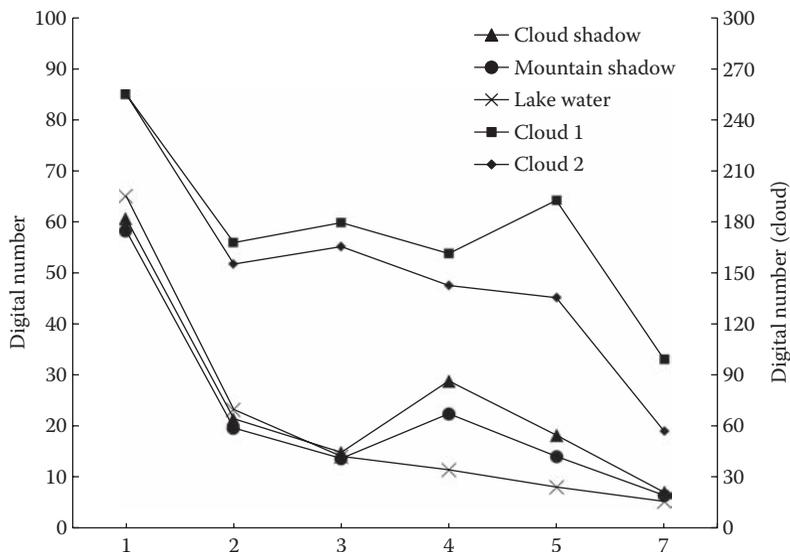 100
90
80
70
60
50
40
30
20
10
0
Digital number
Cloud shadow
Mountain shadow
Lake water
Cloud 1
Cloud 2
300
270
240
210
180
150
120
90
60
30
0
Digital number (cloud)
1 2 3 4 5 7